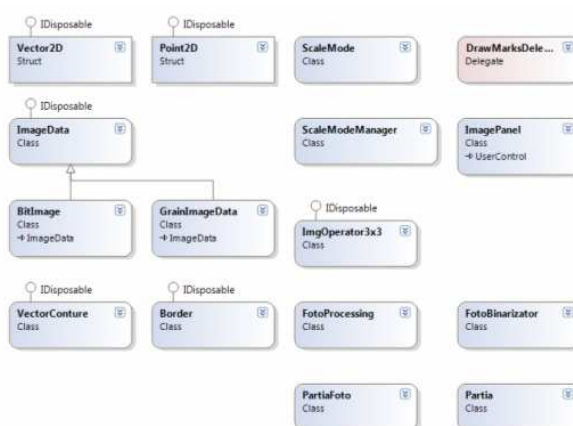 IDisposable
IDisposable
Vector2D
Struct
Point2D
Struct
ScaleMode
Class
DrawMarksDele...
Delegate
IDisposable
ImageData
Class
ScaleModeManager
Class
ImagePanel
Class
UserControl
BitImage
Class
ImageData
GrainImageData
Class
ImageData
IDisposable
ImgOperator3x3
Class
IDisposable
IDisposable
VectorConture
Class
Border
Class
FotoProcessing
Class
FotoBinarizator
Class
PartiaFoto
Class
Partia
Class